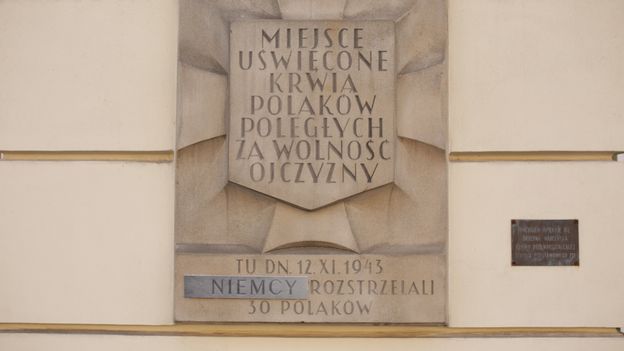 MIEJSCE
UŚWIĘCONE
KRWIĄ
POLAKÓW
POLEGŁYCH
ZA WOLNOŚĆ
OJCZYZNY
TU DN. 12.XI.1943
NIEMCY ROZSTRZELALI
30 POLAKÓW